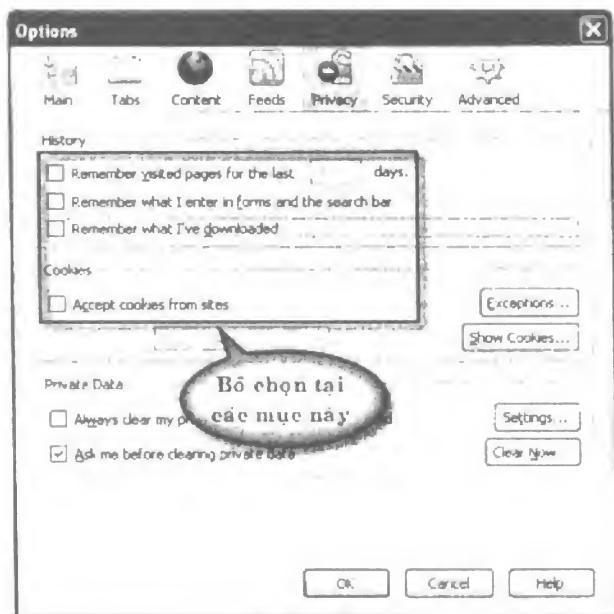 Options
Main Tabs Content Feeds Privacy Security Advanced
History
Remember visited pages for the last days.
Remember what I enter in forms and the search bar
Remember what I've downloaded
Cookies
Accept cookies from sites
Exceptions...
Show Cookies...
Private Data
Bỏ chọn tại
các mục này
Always clear my
Settings...
Ask me before clearing private data
Clear Now
OK Cancel Help